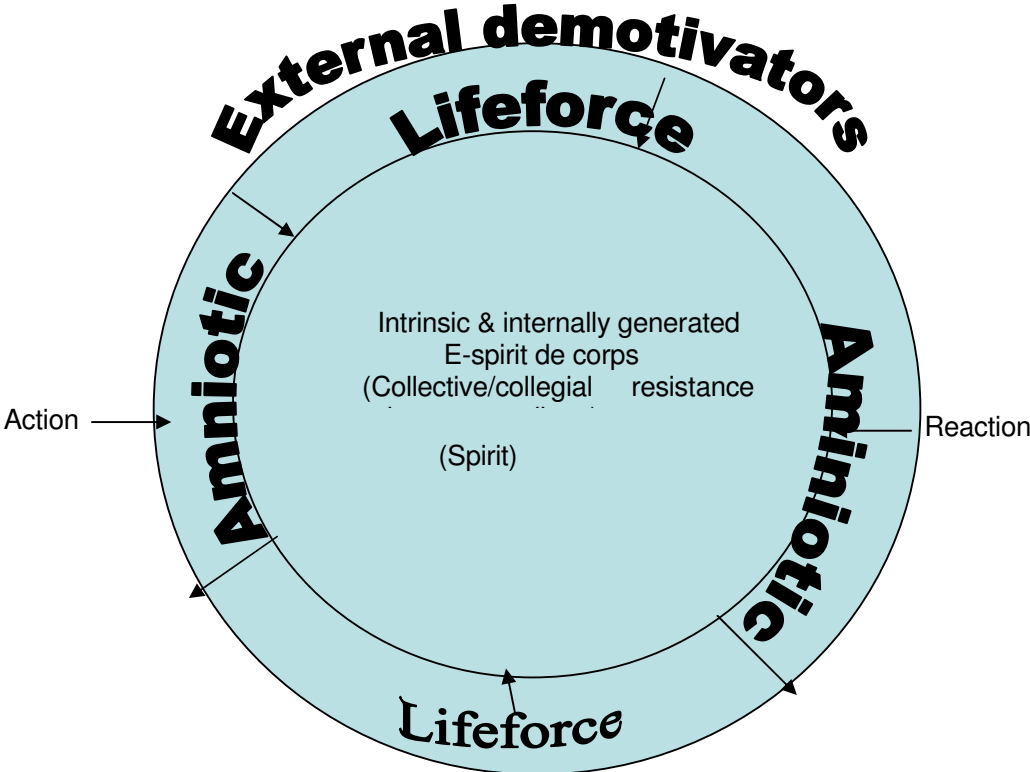 External demotivators
Lifeforce
Amniotic
Aminiotic
Intrinsic & internally generated
E-spirit de corps
(Collective/collegial resistance
(Spirit)
Action
Reaction
Lifeforce